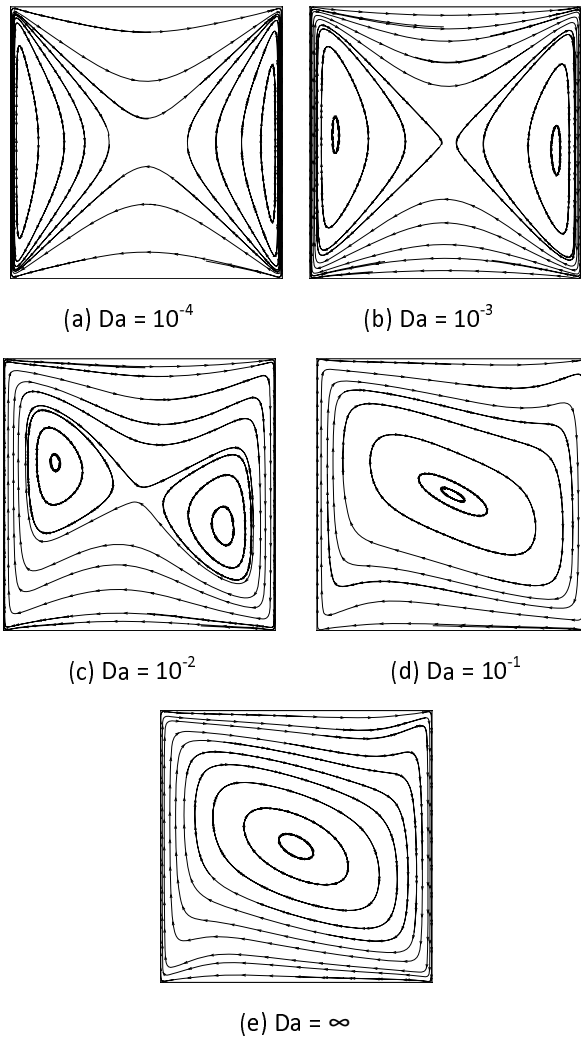 (a) Da = 10⁻⁴
(b) Da = 10⁻³
(c) Da = 10⁻²
(d) Da = 10⁻¹
(e) Da = ∞